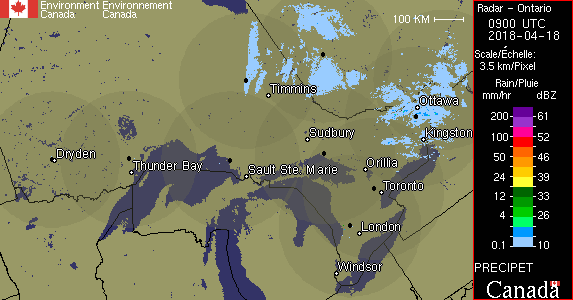 Environment Environnement
Canada Canada
100 KM
Timmins
Ottawa
Sudbury
Kingston
Dryden
Thunder Bay
Sault Ste. Marie
Orillia
Toronto
London
Windsor
Radar - Ontario
0900 UTC
2018-04-18
Scale/Échelle:
3.5 km/Pixel
Rain/Pluie
mm/hr dBZ
200 61
100 52
50 46
24 39
12 33
4 26
0.1 10
PRECIPET
Canada